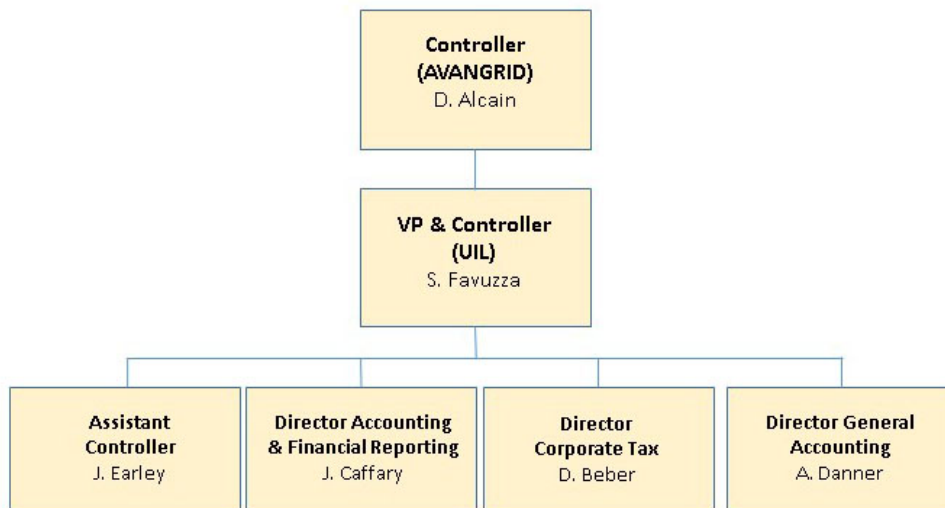 Controller
(AVANGRID)
D. Alcain
VP & Controller
(UIL)
S. Favuzza
Assistant
Controller
J. Earley
Director Accounting
& Financial Reporting
J. Caffary
Director
Corporate Tax
D. Beber
Director General
Accounting
A. Danner